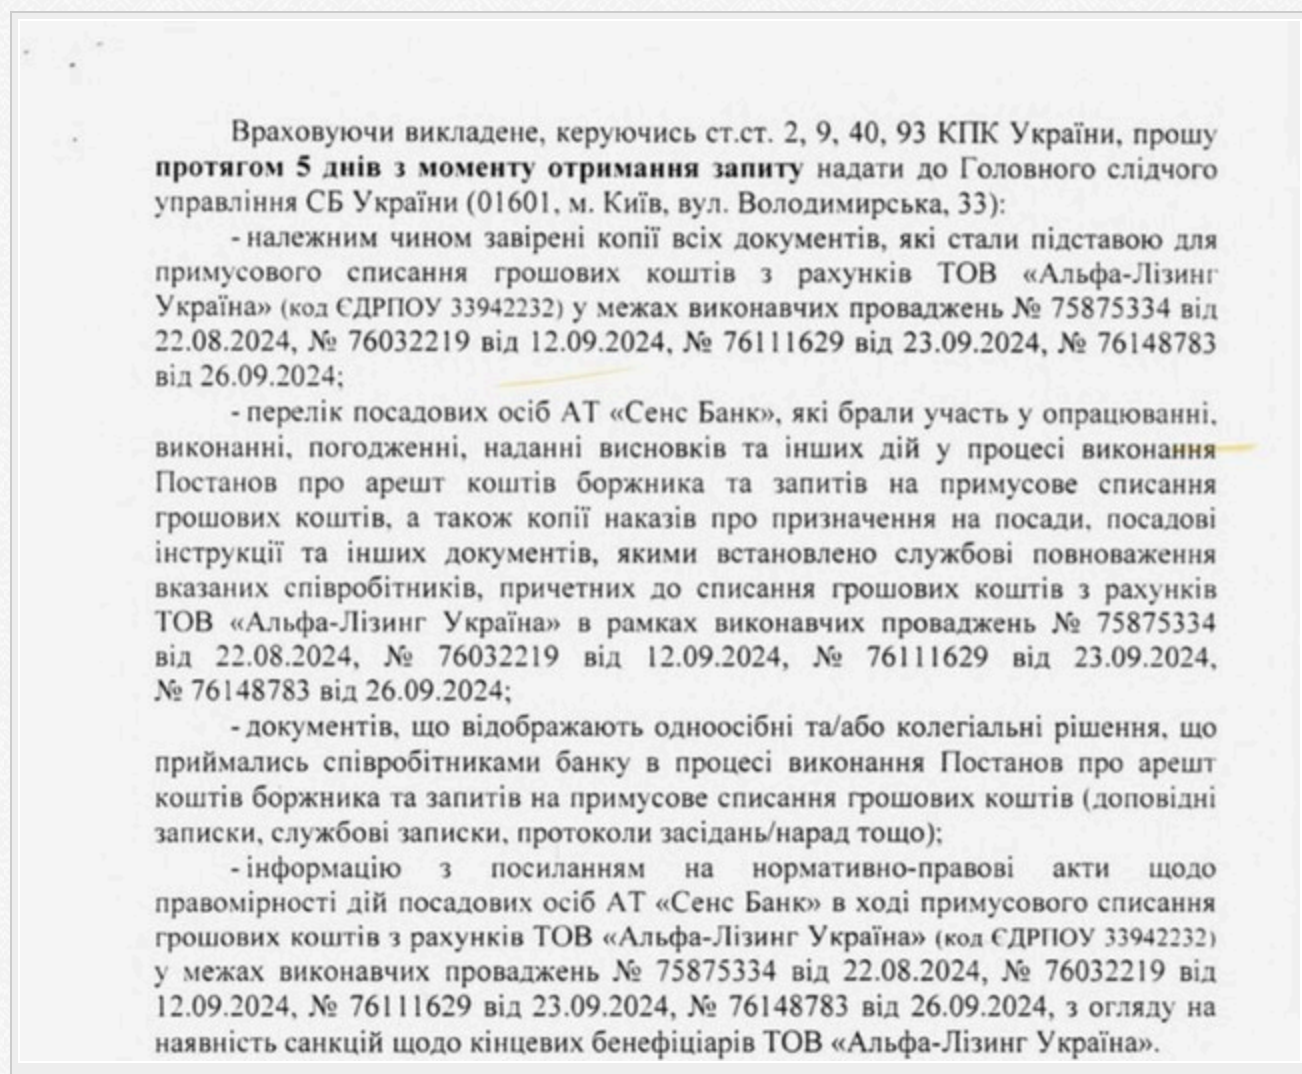 Враховуючи викладене, керуючись ст.ст. 2, 9, 40, 93 КПК України, прошу
протягом 5 днів з моменту отримання запиту надати до Головного слідчого
управління СБ України (01601, м. Київ, вул. Володимирська, 33):
- належним чином завірені копії всіх документів, які стали підставою для
примусового списання грошових коштів з рахунків ТОВ «Альфа-Лізинг
Україна» (код ЄДРПОУ 33942232) у межах виконавчих проваджень № 75875334 від
22.08.2024, № 76032219 від 12.09.2024, № 76111629 від 23.09.2024, № 76148783
від 26.09.2024;
- перелік посадових осіб АТ «Сенс Банк», які брали участь у опрацюванні,
виконанні, погодженні, наданні висновків та інших дій у процесі виконання
Постанов про арешт коштів боржника та запитів на примусове списання
грошових коштів, а також копії наказів про призначення на посади, посадові
інструкції та інших документів, якими встановлено службові повноваження
вказаних співробітників, причетних до списання грошових коштів з рахунків
ТОВ «Альфа-Лізинг Україна» в рамках виконавчих проваджень № 75875334
від 22.08.2024, № 76032219 від 12.09.2024, № 76111629 від 23.09.2024,
№ 76148783 від 26.09.2024;
- документів, що відображають одноосібні та/або колегіальні рішення, що
приймались співробітниками банку в процесі виконання Постанов про арешт
коштів боржника та запитів на примусове списання грошових коштів (доповідні
записки, службові записки, протоколи засідань/нарад тощо);
- інформацію з посиланням на нормативно-правові акти щодо
правомірності дій посадових осіб АТ «Сенс Банк» в ході примусового списання
грошових коштів з рахунків ТОВ «Альфа-Лізинг Україна» (код ЄДРПОУ 33942232)
у межах виконавчих проваджень № 75875334 від 22.08.2024, № 76032219 від
12.09.2024, № 76111629 від 23.09.2024, № 76148783 від 26.09.2024, з огляду на
наявність санкцій щодо кінцевих бенефіціарів ТОВ «Альфа-Лізинг Україна».